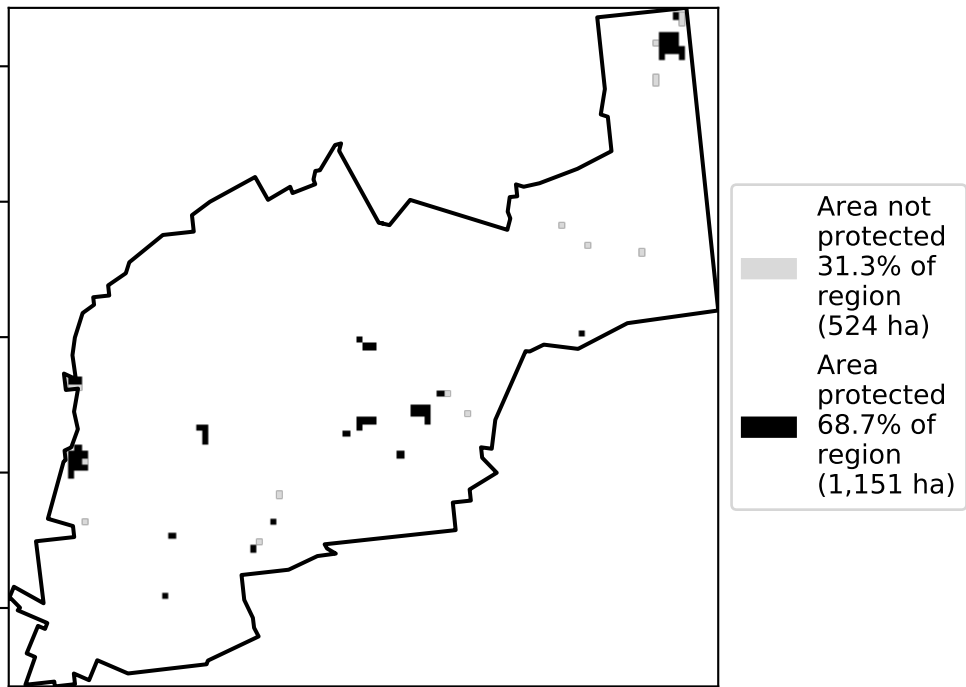 Area not
protected
31.3% of
region
(524 ha)
Area
protected
68.7% of
region
(1,151 ha)